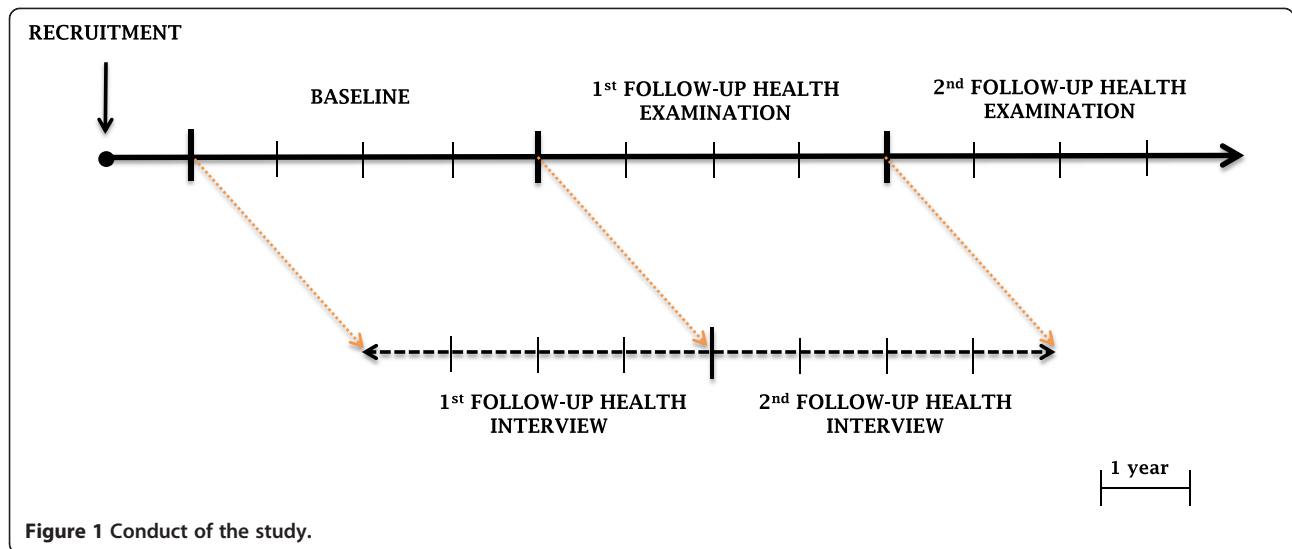 RECRUITMENT
BASELINE
1st FOLLOW-UP HEALTH
EXAMINATION
2nd FOLLOW-UP HEALTH
EXAMINATION
1st FOLLOW-UP HEALTH
INTERVIEW
2nd FOLLOW-UP HEALTH
INTERVIEW
1 year
Figure 1 Conduct of the study.